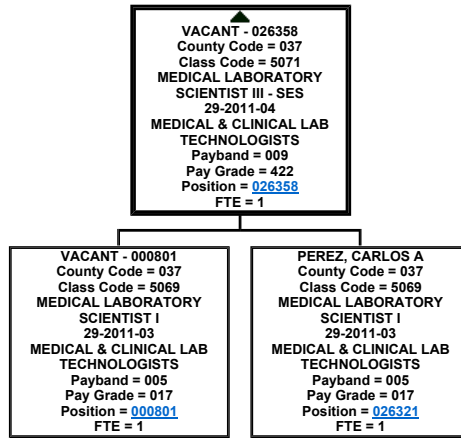 VACANT - 026358
County Code = 037
Class Code = 5071
MEDICAL LABORATORY
SCIENTIST III - SES
29-2011-04
MEDICAL & CLINICAL LAB
TECHNOLOGISTS
Payband = 009
Pay Grade = 422
Position = 026358
FTE = 1
VACANT - 000801
County Code = 037
Class Code = 5069
MEDICAL LABORATORY
SCIENTIST I
29-2011-03
MEDICAL & CLINICAL LAB
TECHNOLOGISTS
Payband = 005
Pay Grade = 017
Position = 000801
FTE = 1
PEREZ, CARLOS A
County Code = 037
Class Code = 5069
MEDICAL LABORATORY
SCIENTIST I
29-2011-03
MEDICAL & CLINICAL LAB
TECHNOLOGISTS
Payband = 005
Pay Grade = 017
Position = 026321
FTE = 1